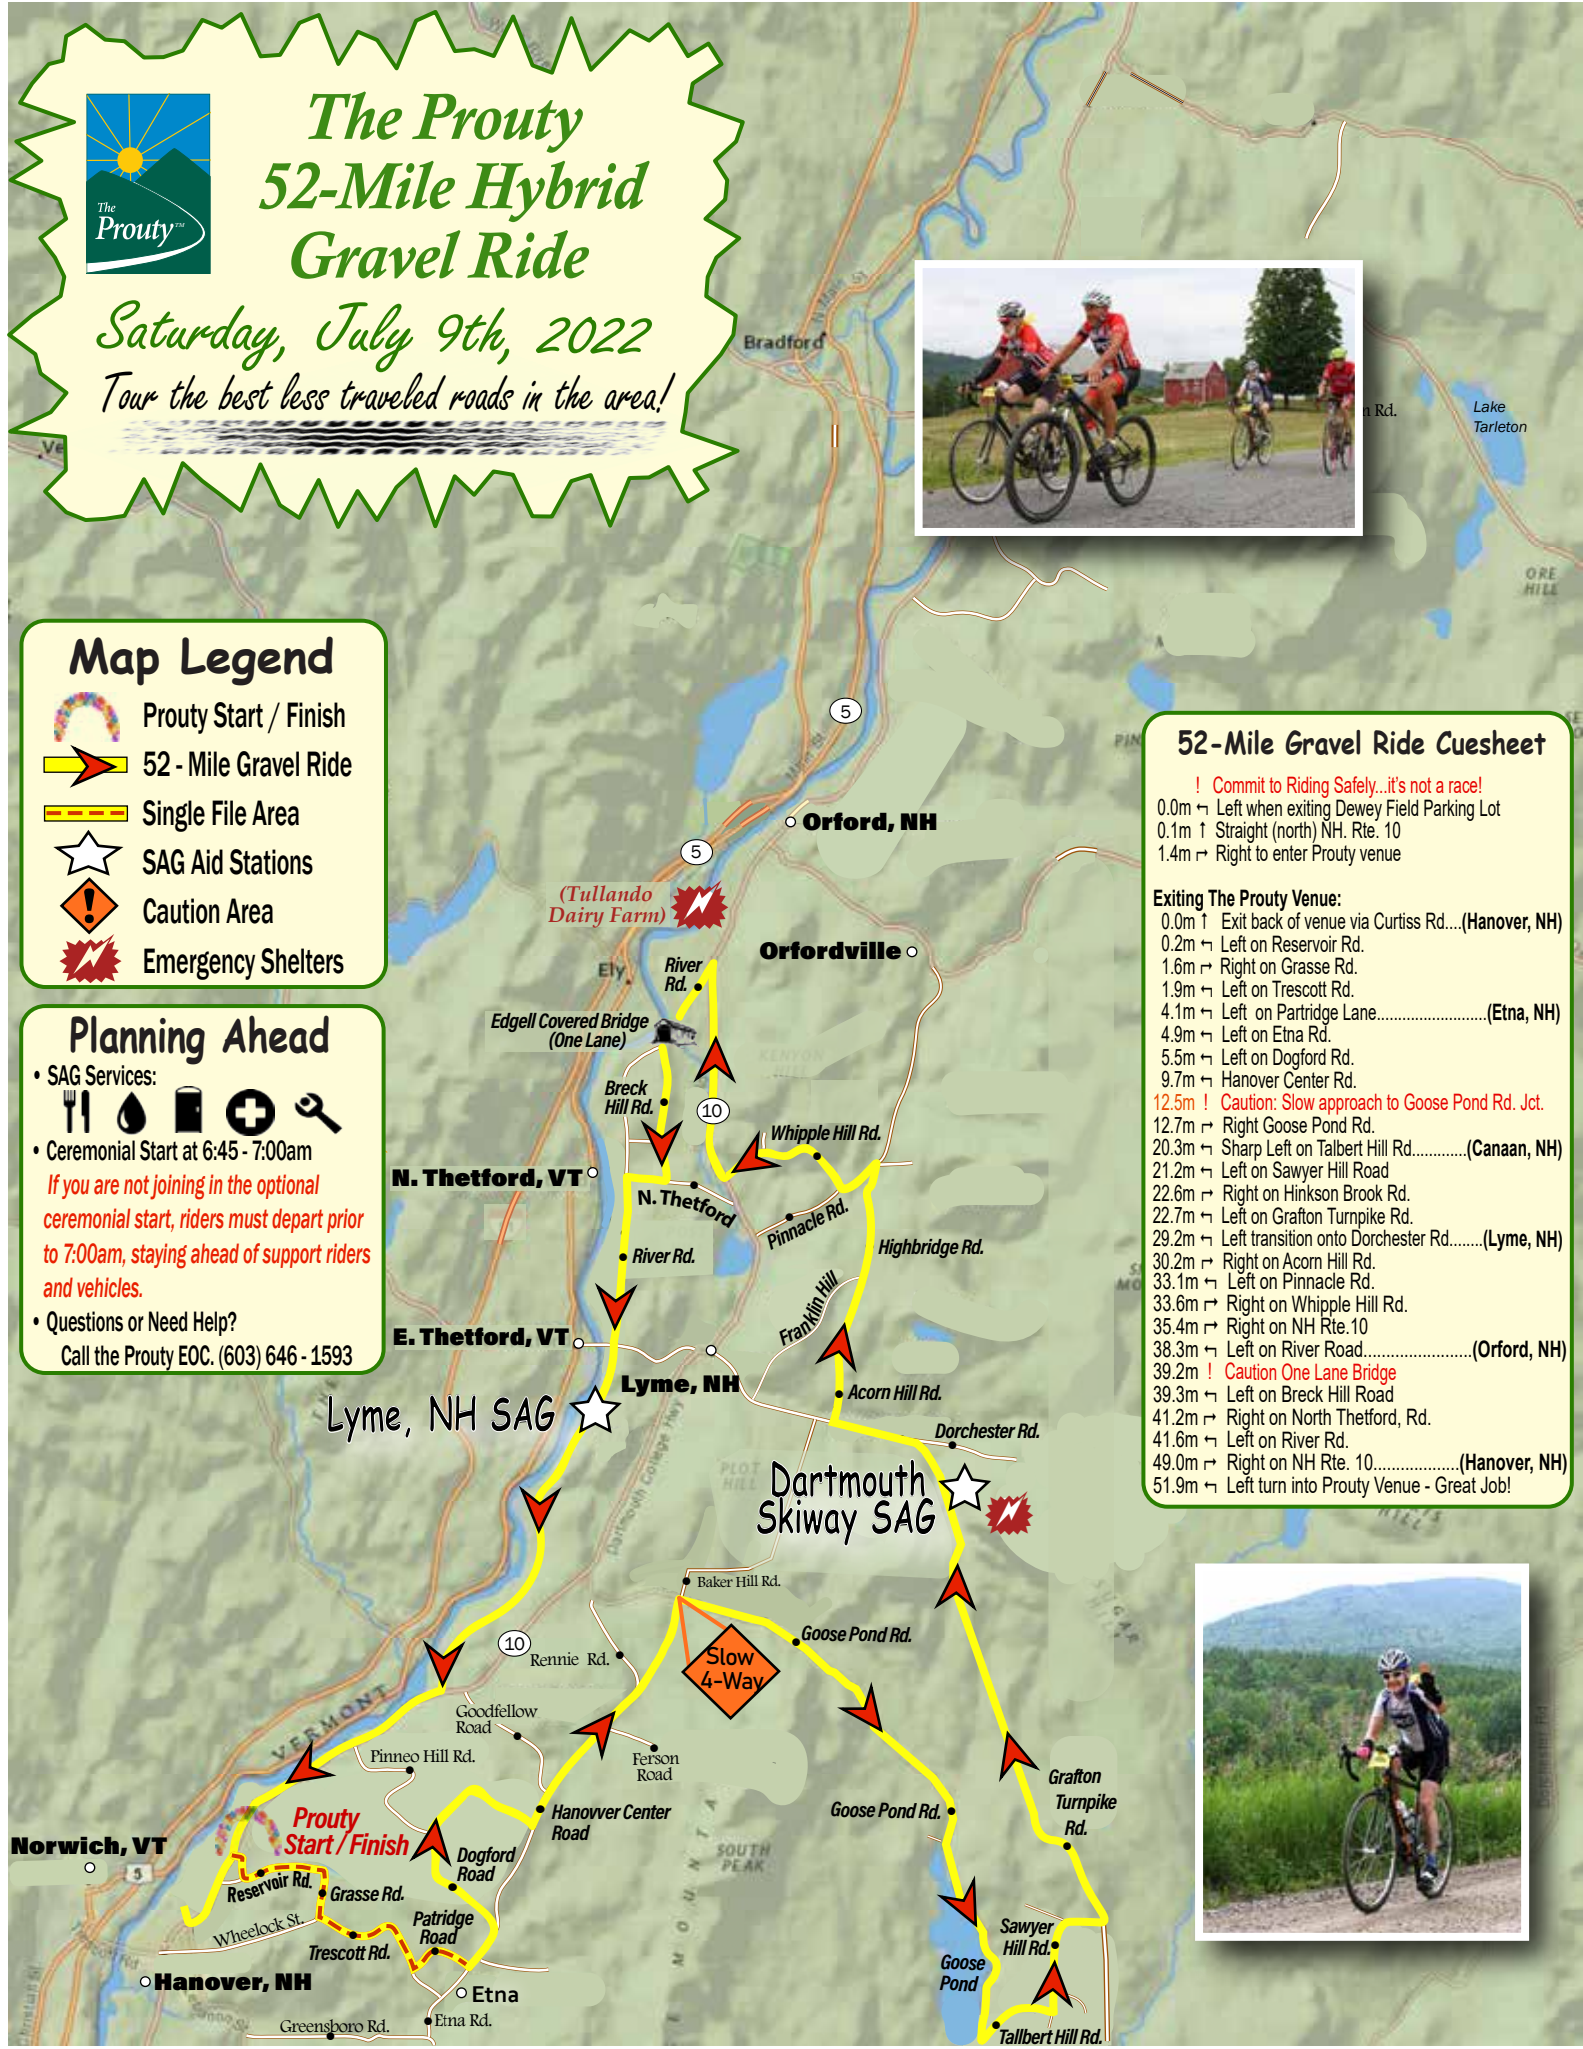 The Prouty
52-Mile Hybrid
Gravel Ride
The
Prouty™
Saturday, July 9th, 2022
Tour the best less traveled roads in the area!
Bradford
N Main St
n Rd.
Lake
Tarleton
ORE
HILL
Map Legend
Prouty Start / Finish
52 - Mile Gravel Ride
Single File Area
SAG Aid Stations
! Caution Area
Emergency Shelters
Planning Ahead
• SAG Services:
• Ceremonial Start at 6:45 - 7:00am
If you are not joining in the optional
ceremonial start, riders must depart prior
to 7:00am, staying ahead of support riders
and vehicles.
• Questions or Need Help?
Call the Prouty EOC. (603) 646 - 1593
52-Mile Gravel Ride Cuesheet
! Commit to Riding Safely...it's not a race!
0.0m ↰ Left when exiting Dewey Field Parking Lot
0.1m ↑ Straight (north) NH. Rte. 10
1.4m ↱ Right to enter Prouty venue
Exiting The Prouty Venue:
0.0m ↑ Exit back of venue via Curtiss Rd....(Hanover, NH)
0.2m ↰ Left on Reservoir Rd.
1.6m ↱ Right on Grasse Rd.
1.9m ↰ Left on Trescott Rd.
4.1m ↰ Left on Partridge Lane..........................(Etna, NH)
4.9m ↰ Left on Etna Rd.
5.5m ↰ Left on Dogford Rd.
9.7m ↰ Hanover Center Rd.
12.5m ! Caution: Slow approach to Goose Pond Rd. Jct.
12.7m ↱ Right Goose Pond Rd.
20.3m ↰ Sharp Left on Talbert Hill Rd.............(Canaan, NH)
21.2m ↰ Left on Sawyer Hill Road
22.6m ↱ Right on Hinkson Brook Rd.
22.7m ↰ Left on Grafton Turnpike Rd.
29.2m ↰ Left transition onto Dorchester Rd........(Lyme, NH)
30.2m ↱ Right on Acorn Hill Rd.
33.1m ↰ Left on Pinnacle Rd.
33.6m ↱ Right on Whipple Hill Rd.
35.4m ↱ Right on NH Rte.10
38.3m ↰ Left on River Road..........................(Orford, NH)
39.2m ! Caution One Lane Bridge
39.3m ↰ Left on Breck Hill Road
41.2m ↱ Right on North Thetford, Rd.
41.6m ↰ Left on River Rd.
49.0m ↱ Right on NH Rte. 10...................(Hanover, NH)
51.9m ↰ Left turn into Prouty Venue - Great Job!
5
Main St
Orford, NH
5
(Tullando
Dairy Farm)
Orfordville
Ely
River
Rd.
Edgell Covered Bridge
(One Lane)
KENYON
HILL
Breck
Hill Rd.
10
Whipple Hill Rd.
N. Thetford, VT
N. Thetford
Pinnacle Rd.
River Rd.
Highbridge Rd.
Franklin Hill
E. Thetford, VT
Lyme, NH
Acorn Hill Rd.
Lyme, NH SAG
Dartmouth College Hwy
Dorchester Rd.
PLOT
HILL
Dartmouth
Skiway SAG
Baker Hill Rd.
Goose Pond Rd.
10
Rennie Rd.
Slow
4-Way
VERMONT
Goodfellow
Road
Pinneo Hill Rd.
Ferson
Road
Grafton
Turnpike
Rd.
Goose Pond Rd.
Hanovver Center
Road
Prouty
Start / Finish
Norwich, VT
5
SOUTH
PEAK
Dogford
Road
Reservoir Rd.
Grasse Rd.
Patridge
Road
Wheelock St.
Trescott Rd.
Sawyer
Hill Rd.
Goose
Pond
Hanover, NH
Etna
Etna Rd.
Greensboro Rd.
Tallbert Hill Rd.